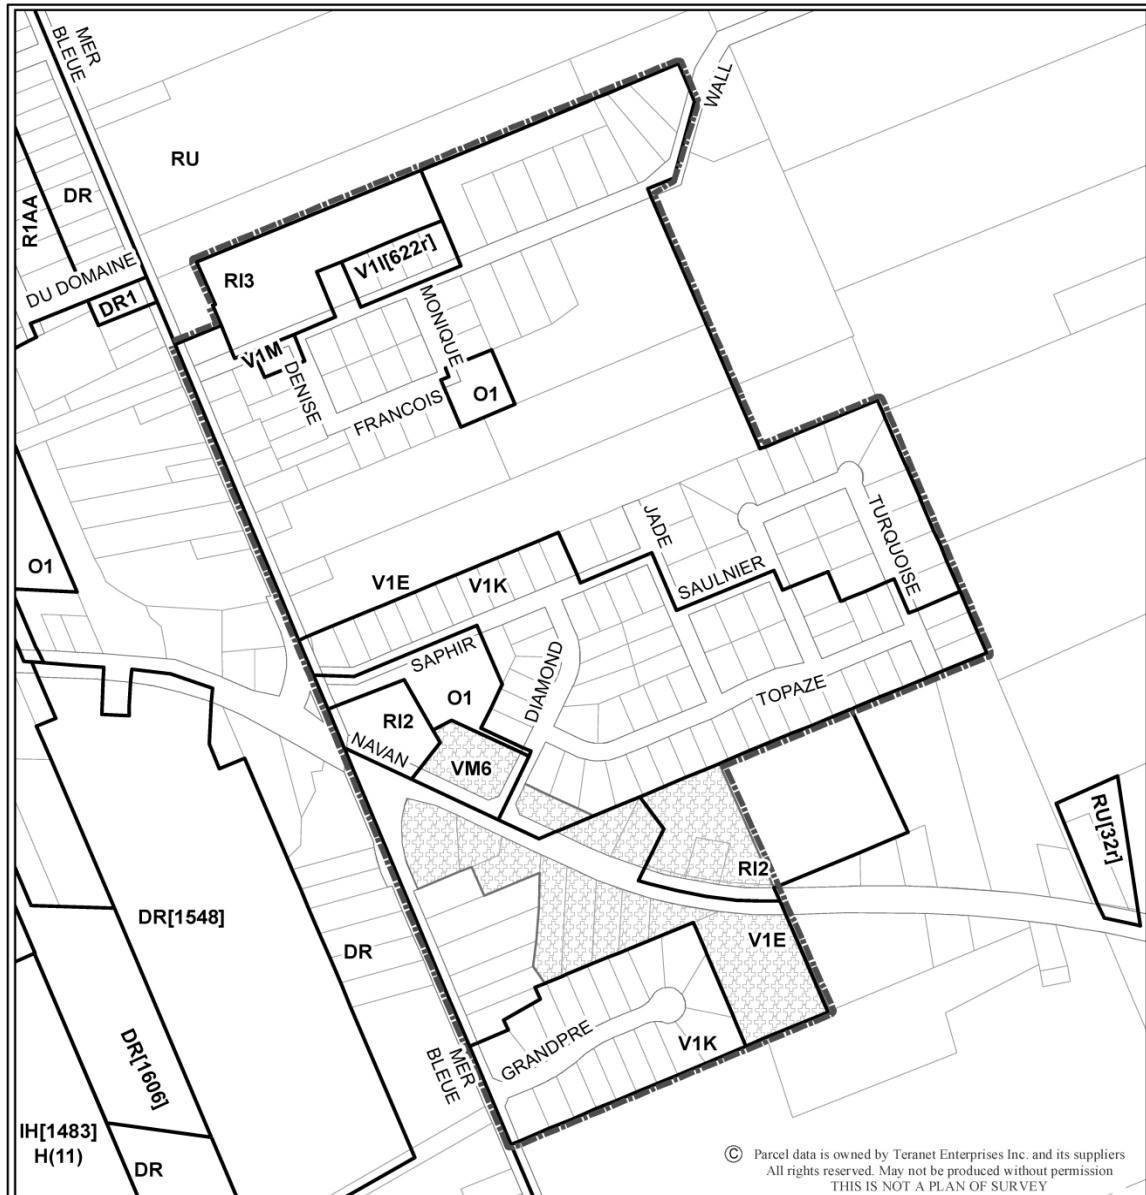 MER
BLEUE
WALL
RU
R1AA
DR
DU DOMAINE
DR1
RI3
V1I[622r]
V1M
DENISE
MONIQUE
FRANCOIS
O1
O1
JADE
TURQUOISE
V1E
V1K
SAULNIER
SAPHIR
DIAMOND
O1
TOPAZE
RI2
NAVAN
VM6
RU[32r]
RI2
DR[1548]
DR
V1E
GRANDPRE
V1K
MER
BLEUE
DR[1606]
IH[1483]
H(11)
DR
© Parcel data is owned by Teranet Enterprises Inc. and its suppliers
All rights reserved. May not be produced without permission
THIS IS NOT A PLAN OF SURVEY